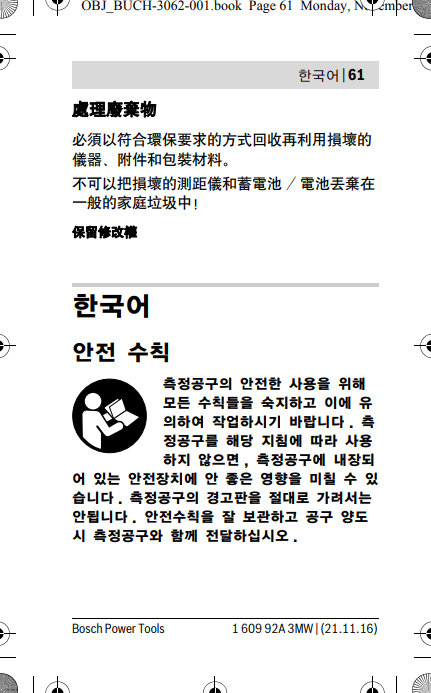 OBJ_BUCH-3062-001.book Page 61 Monday,
한국어 | 61
處理廢棄物
必須以符合環保要求的方式回收再利用損壞的
儀器、附件和包裝材料。
不可以把損壞的測距儀和蓄電池 / 電池丟棄在
一般的家庭垃圾中!
保留修改權
한국어
안전 수칙
측정공구의 안전한 사용을 위해
모든 수칙들을 숙지하고 이에 유
의하여 작업하시기 바랍니다. 측
정공구를 해당 지침에 따라 사용
하지 않으면, 측정공구에 내장되
어 있는 안전장치에 안 좋은 영향을 미칠 수 있
습니다. 측정공구의 경고판을 절대로 가려서는
안됩니다. 안전수칙을 잘 보관하고 공구 양도
시 측정공구와 함께 전달하십시오.
Bosch Power Tools 1 609 92A 3MW | (21.11.16)